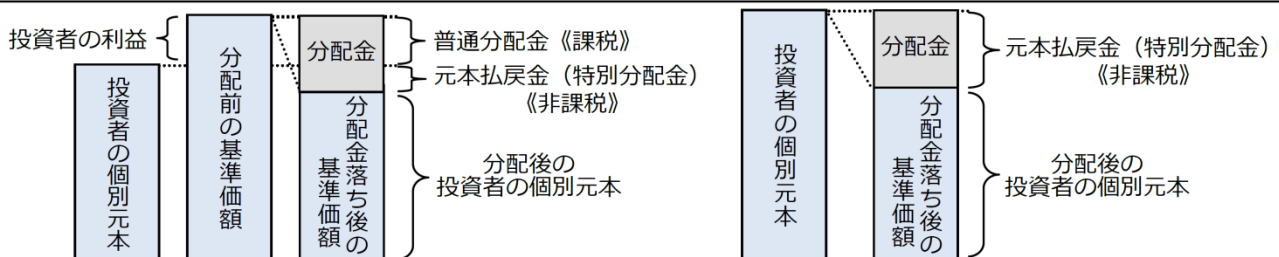 投資者の利益
投資者の個別元本
分配前の基準価額
分配金
分配金落ち後の
基準価額
普通分配金《課税》
元本払戻金(特別分配金)
《非課税》
分配後の
投資者の個別元本
投資者の個別元本
分配金
分配金落ち後の
基準価額
元本払戻金(特別分配金)
《非課税》
分配後の
投資者の個別元本